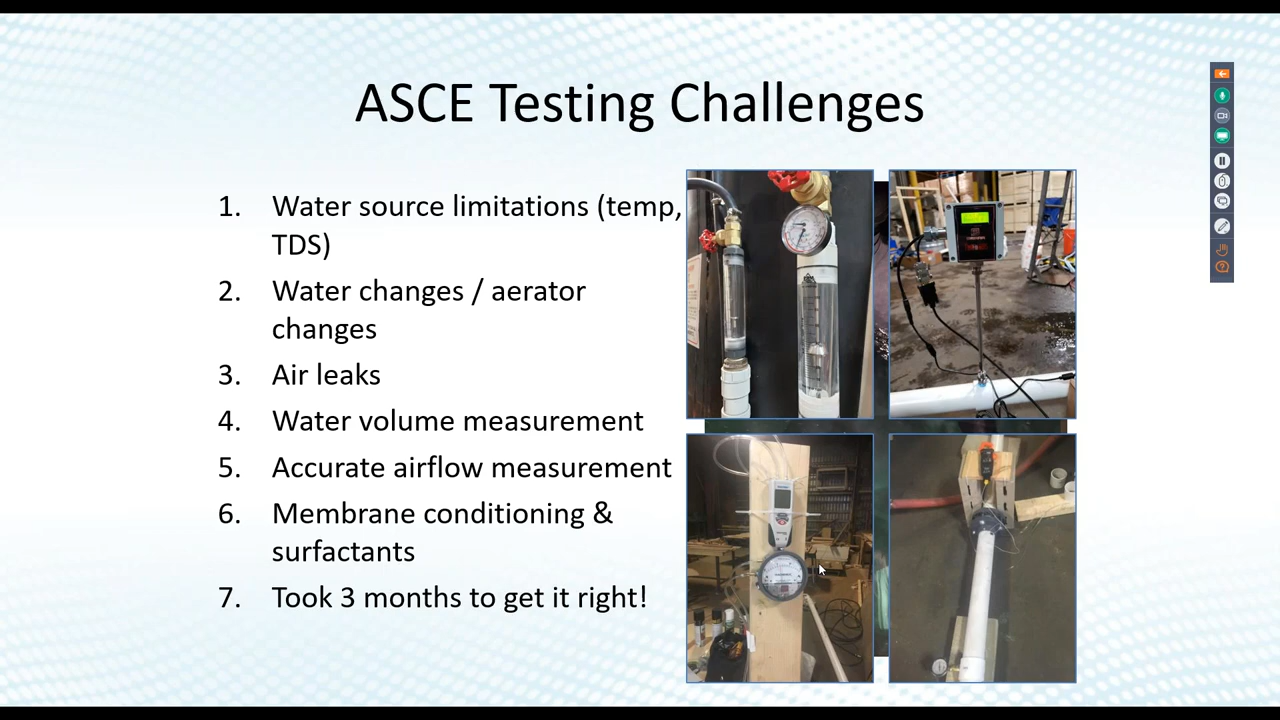 ASCE Testing Challenges
1. Water source limitations (temp,
TDS)
2. Water changes / aerator
changes
3. Air leaks
4. Water volume measurement
5. Accurate airflow measurement
6. Membrane conditioning &
surfactants
7. Took 3 months to get it right!